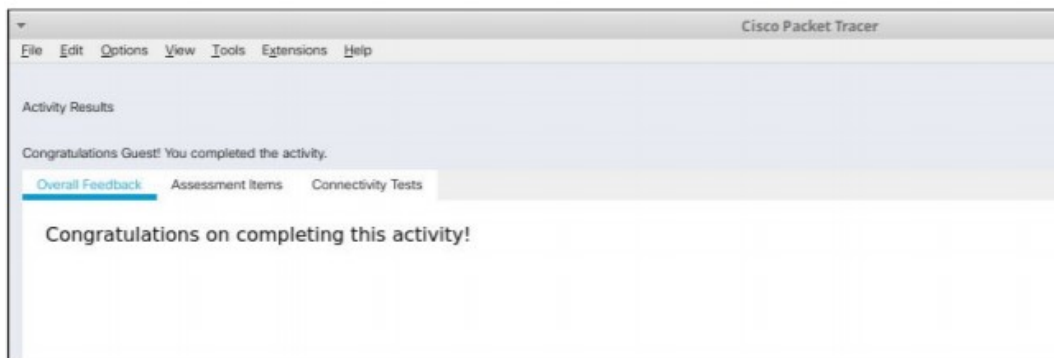 Cisco Packet Tracer
File Edit Options View Tools Extensions Help
Activity Results
Congratulations Guest! You completed the activity.
Overall Feedback Assessment Items Connectivity Tests
Congratulations on completing this activity!